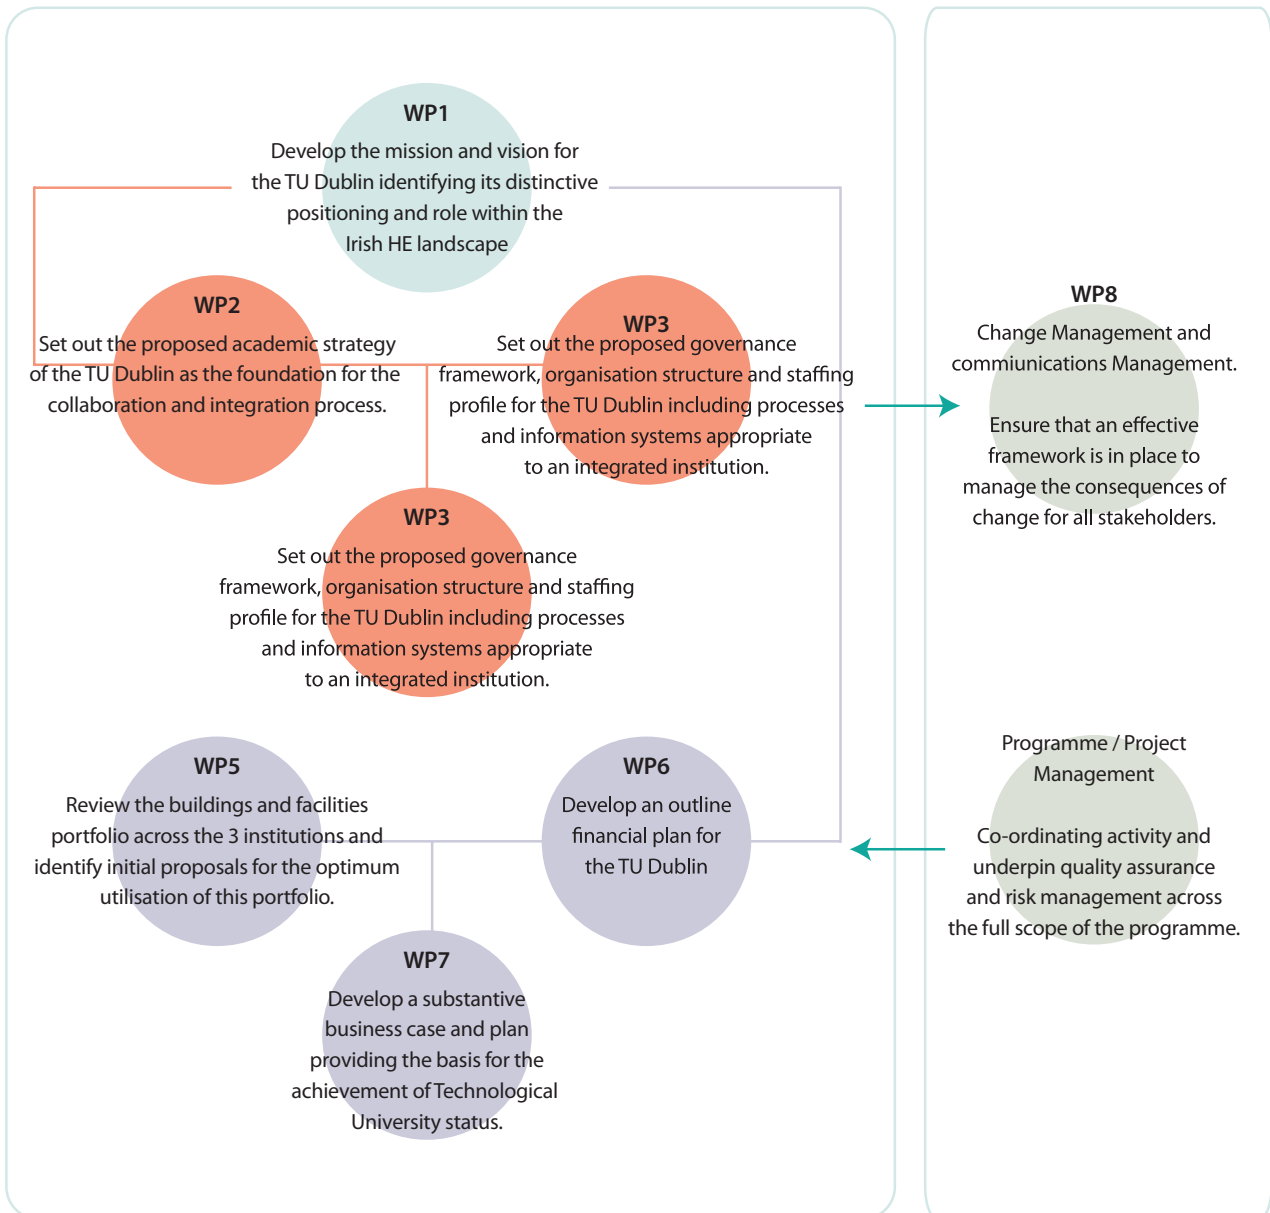 WP1
Develop the mission and vision for
the TU Dublin identifying its distinctive
positioning and role within the
Irish HE landscape
WP2
Set out the proposed academic strategy
of the TU Dublin as the foundation for the
collaboration and integration process.
WP3
Set out the proposed governance
framework, organisation structure and staffing
profile for the TU Dublin including processes
and information systems appropriate
to an integrated institution.
WP3
Set out the proposed governance
framework, organisation structure and staffing
profile for the TU Dublin including processes
and information systems appropriate
to an integrated institution.
WP5
Review the buildings and facilities
portfolio across the 3 institutions and
identify initial proposals for the optimum
utilisation of this portfolio.
WP6
Develop an outline
financial plan for
the TU Dublin
WP7
Develop a substantive
business case and plan
providing the basis for the
achievement of Technological
University status.
WP8
Change Management and
commuunications Management.
Ensure that an effective
framework is in place to
manage the consequences of
change for all stakeholders.
Programme / Project
Management
Co-ordinating activity and
underpin quality assurance
and risk management across
the full scope of the programme.